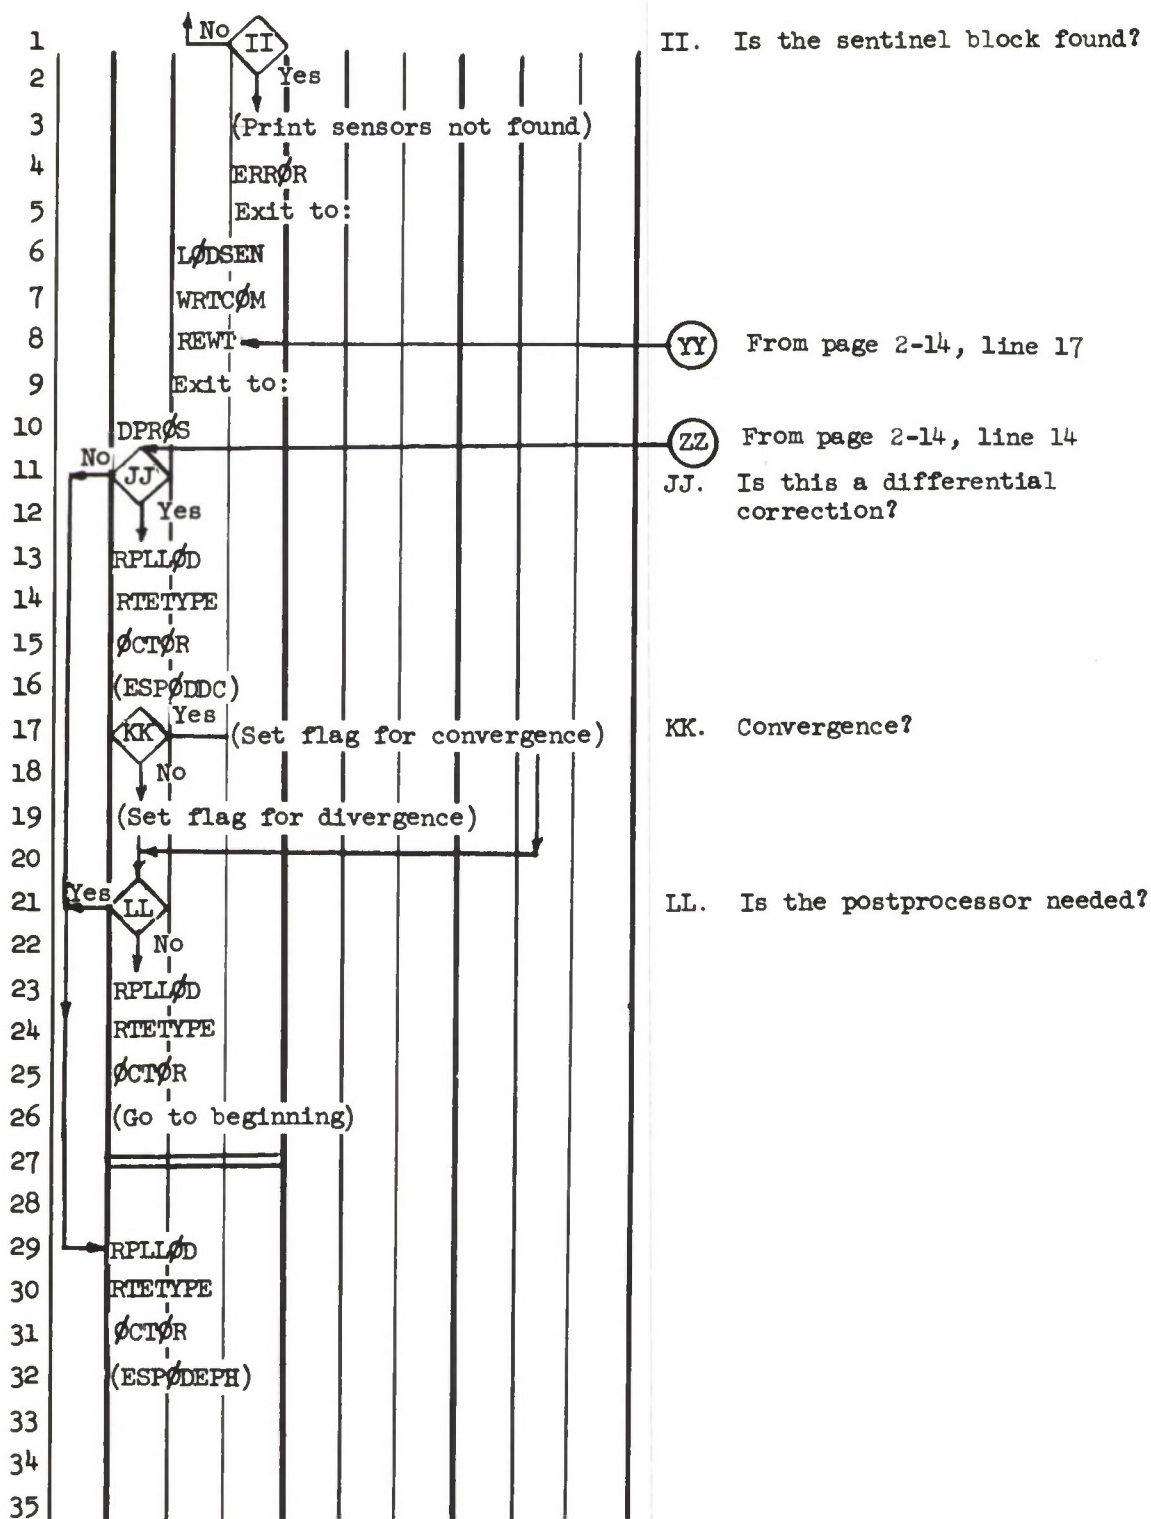 1 No II II. Is the sentinel block found?
2 Yes
3 (Print sensors not found)
4 ERRØR
5 Exit to:
6 LØDSEN
7 WRTCØM
8 REWT YY From page 2-14, line 17
9 Exit to:
10 DPRØS ZZ From page 2-14, line 14
11 No JJ JJ. Is this a differential
12 Yes correction?
13 RPLLØD
14 RTETYPE
15 ØCTØR
16 (ESPØDDC)
17 KK Yes (Set flag for convergence) KK. Convergence?
18 No
19 (Set flag for divergence)
20
21 Yes LL LL. Is the postprocessor needed?
22 No
23 RPLLØD
24 RTETYPE
25 ØCTØR
26 (Go to beginning)
27
28
29 RPLLØD
30 RTETYPE
31 ØCTØR
32 (ESPØDEPH)
33
34
35